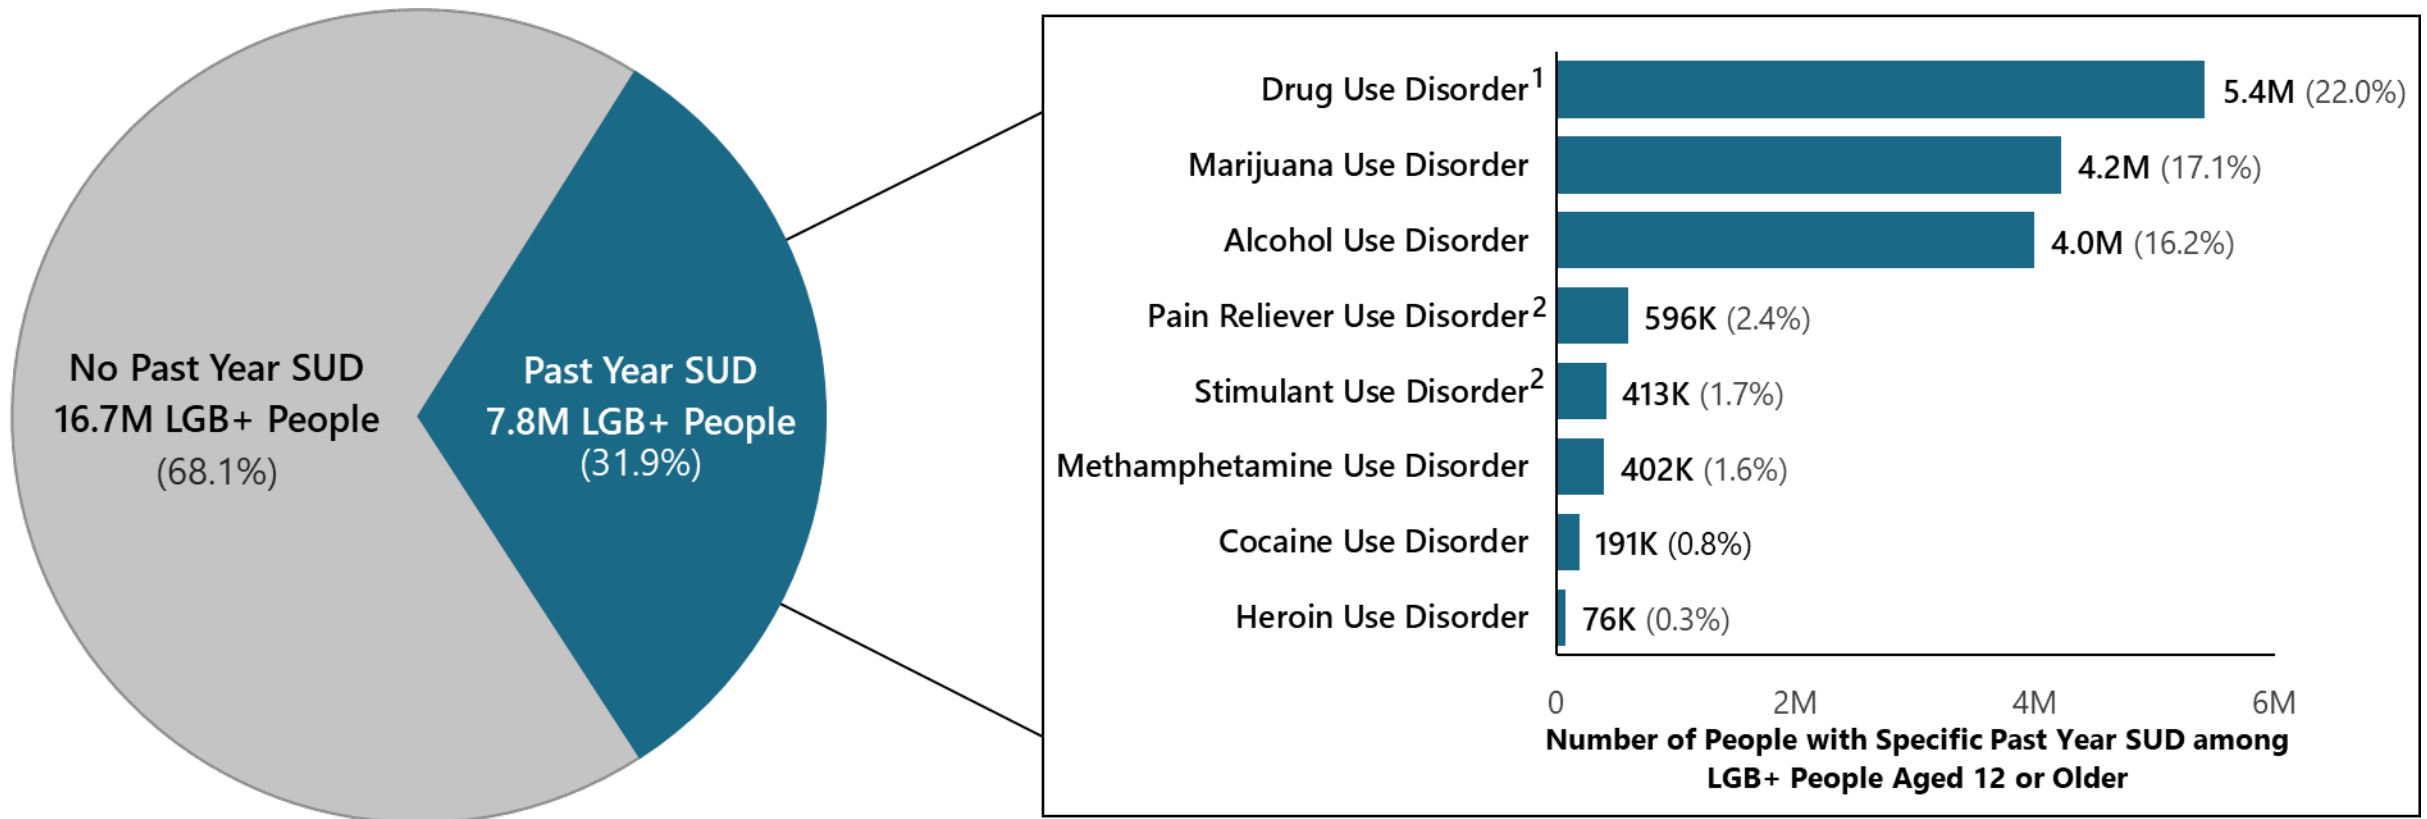 No Past Year SUD
16.7M LGB+ People
(68.1%)
Past Year SUD
7.8M LGB+ People
(31.9%)
Drug Use Disorder1 5.4M (22.0%)
Marijuana Use Disorder 4.2M (17.1%)
Alcohol Use Disorder 4.0M (16.2%)
Pain Reliever Use Disorder2 596K (2.4%)
Stimulant Use Disorder2 413K (1.7%)
Methamphetamine Use Disorder 402K (1.6%)
Cocaine Use Disorder 191K (0.8%)
Heroin Use Disorder 76K (0.3%)
0 2M 4M 6M
Number of People with Specific Past Year SUD among
LGB+ People Aged 12 or Older